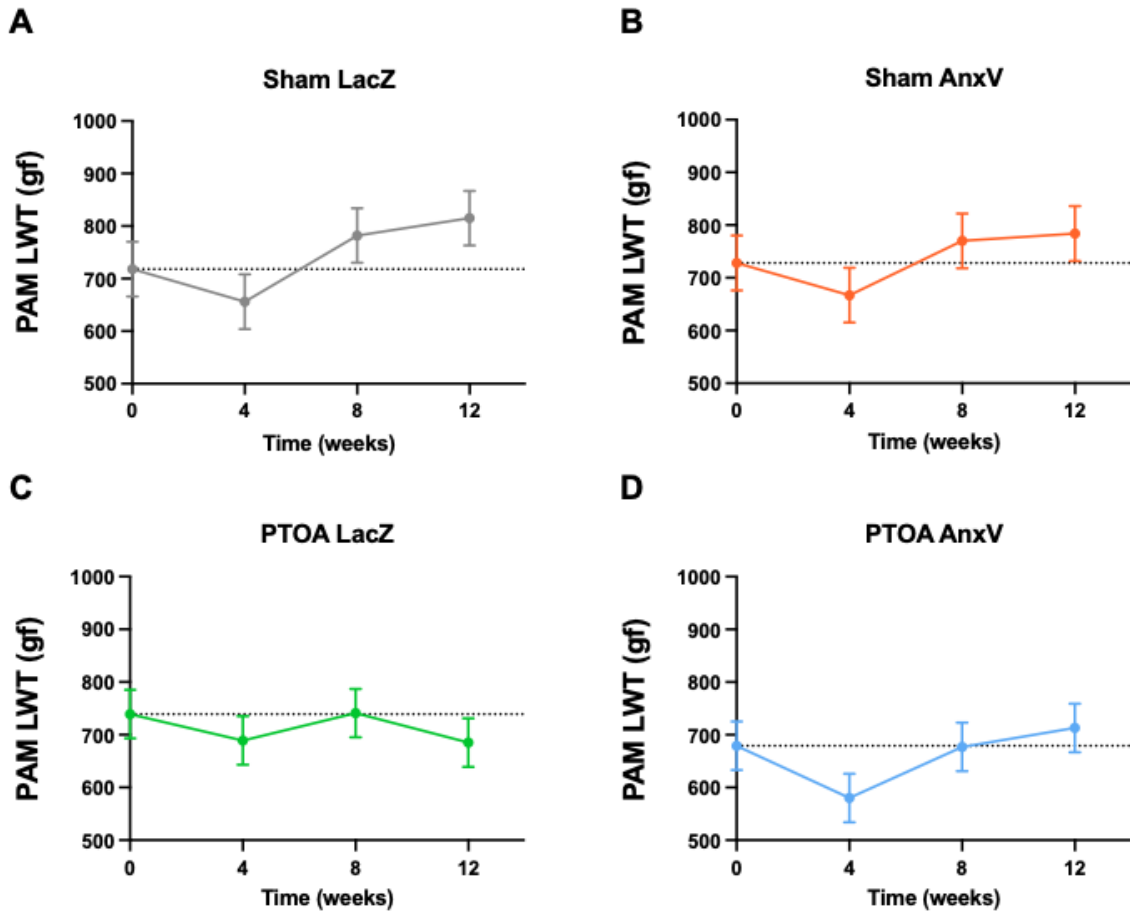 A
Sham LacZ
PAM LWT (gf)
1000
900
800
700
600
500
0 4 8 12
Time (weeks)
B
Sham AnxV
PAM LWT (gf)
1000
900
800
700
600
500
0 4 8 12
Time (weeks)
C
PTOA LacZ
PAM LWT (gf)
1000
900
800
700
600
500
0 4 8 12
Time (weeks)
D
PTOA AnxV
PAM LWT (gf)
1000
900
800
700
600
500
0 4 8 12
Time (weeks)